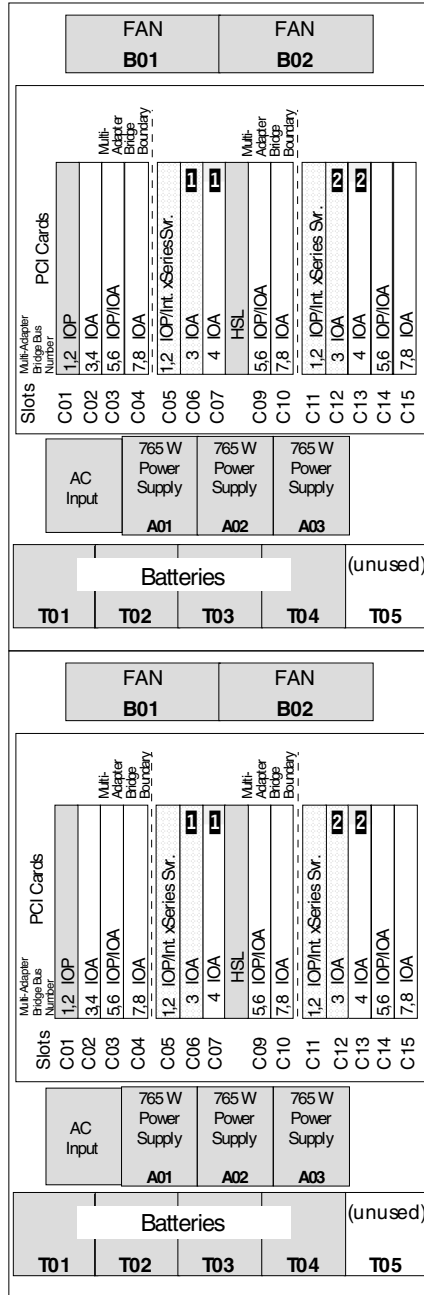 FAN
B01
FAN
B02
Multi-
Adapter
Bridge
Boundary
Multi-
Adapter
Bridge
Boundary
PCI Cards
Multi-Adapter
Bridge Bus
Number
Slots
1,2 IOP
C01
3,4 IOA
C02
5,6 IOP/IOA
C03
7,8 IOA
C04
1,2 IOP/Int. xSeriesSvr.
C05
3 IOA 1
C06
4 IOA 1
C07
HSL
5,6 IOP/IOA
C09
7,8 IOA
C10
1,2 IOP/Int. xSeries Svr.
C11
3 IOA 2
C12
4 IOA 2
C13
5,6 IOP/IOA
C14
7,8 IOA
C15
AC
Input
765 W
Power
Supply
A01
765 W
Power
Supply
A02
765 W
Power
Supply
A03
Batteries
(unused)
T01
T02
T03
T04
T05
FAN
B01
FAN
B02
Multi-
Adapter
Bridge
Boundary
Multi-
Adapter
Bridge
Boundary
PCI Cards
Multi-Adapter
Bridge Bus
Number
Slots
1,2 IOP
C01
3,4 IOA
C02
5,6 IOP/IOA
C03
7,8 IOA
C04
1,2 IOP/Int. xSeries Svr.
C05
3 IOA 1
C06
4 IOA 1
C07
HSL
5,6 IOP/IOA
C09
7,8 IOA
C10
1,2 IOP/Int. xSeries Svr.
C11
3 IOA 2
C12
4 IOA 2
C13
5,6 IOP/IOA
C14
7,8 IOA
C15
AC
Input
765 W
Power
Supply
A01
765 W
Power
Supply
A02
765 W
Power
Supply
A03
Batteries
(unused)
T01
T02
T03
T04
T05